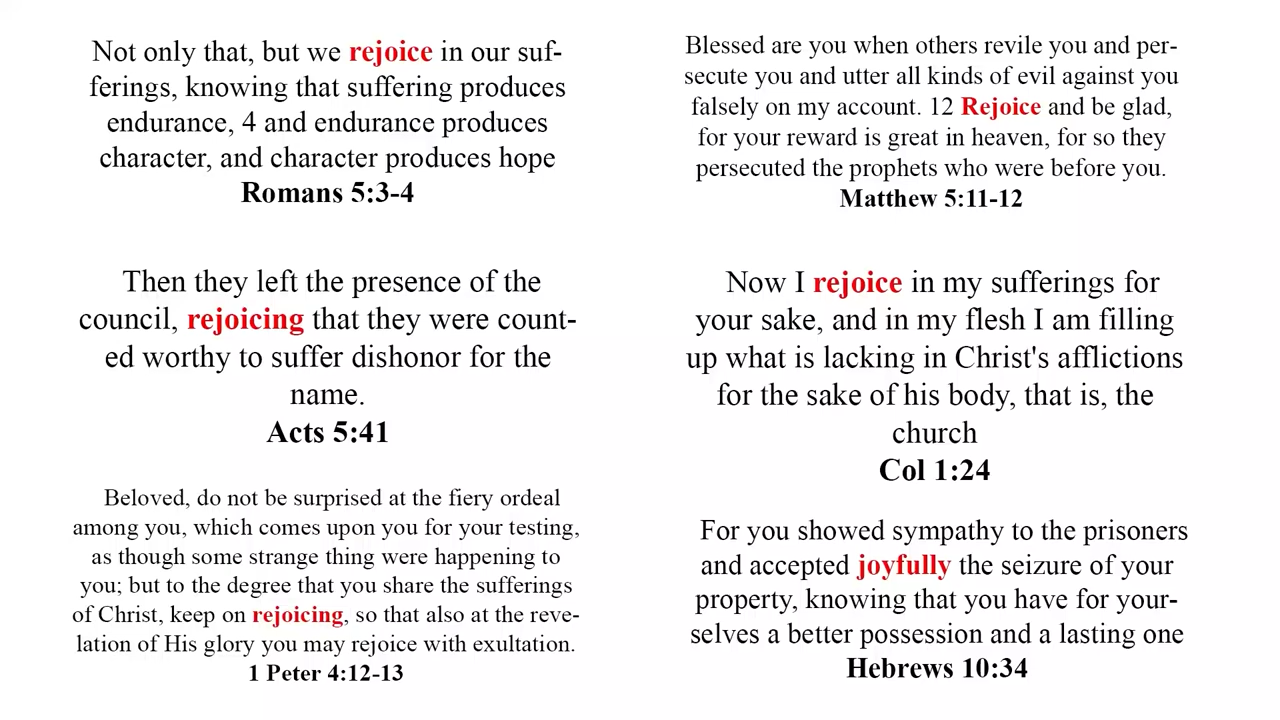 Not only that, but we rejoice in our suf-
ferings, knowing that suffering produces
endurance, 4 and endurance produces
character, and character produces hope
Romans 5:3-4
Then they left the presence of the
council, rejoicing that they were count-
ed worthy to suffer dishonor for the
name.
Acts 5:41
Beloved, do not be surprised at the fiery ordeal
among you, which comes upon you for your testing,
as though some strange thing were happening to
you; but to the degree that you share the sufferings
of Christ, keep on rejoicing, so that also at the reve-
lation of His glory you may rejoice with exultation.
1 Peter 4:12-13
Blessed are you when others revile you and per-
secute you and utter all kinds of evil against you
falsely on my account. 12 Rejoice and be glad,
for your reward is great in heaven, for so they
persecuted the prophets who were before you.
Matthew 5:11-12
Now I rejoice in my sufferings for
your sake, and in my flesh I am filling
up what is lacking in Christ's afflictions
for the sake of his body, that is, the
church
Col 1:24
For you showed sympathy to the prisoners
and accepted joyfully the seizure of your
property, knowing that you have for your-
selves a better possession and a lasting one
Hebrews 10:34